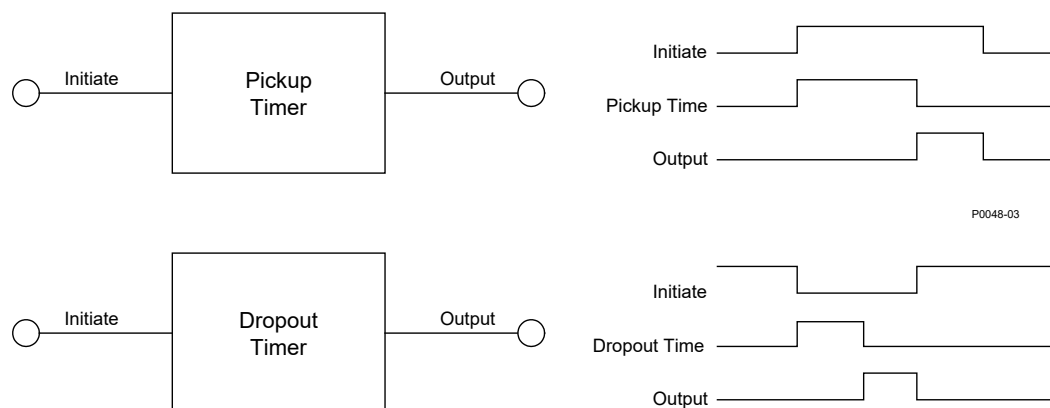 Initiate
Pickup
Timer
Output
Initiate
Pickup Time
Output
P0048-03
Initiate
Dropout
Timer
Output
Initiate
Dropout Time
Output